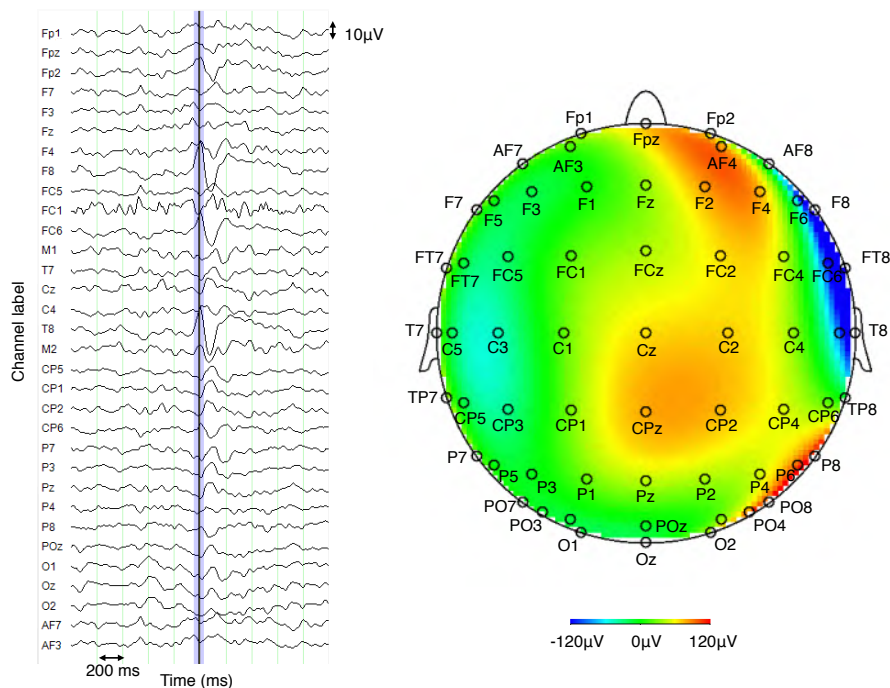 Fp1
Fpz
Fp2
F7
F3
Fz
F4
F8
FC5
FC1
FC6
M1
T7
Cz
C4
T8
M2
CP5
CP1
CP2
CP6
P7
P3
Pz
P4
P8
POz
O1
Oz
O2
AF7
AF3
Channel label
10µV
200 ms
Time (ms)
Fp1 Fpz Fp2
AF7 AF3 AF4 AF8
F7 F5 F3 F1 Fz F2 F4 F6 F8
FT7 FT7 FC5 FC1 FCz FC2 FC4 FC6 FT8
T7 C5 C3 C1 Cz C2 C4 T8
TP7 CP5 CP3 CP1 CPz CP2 CP4 CP6 TP8
P7 P5 P3 P1 Pz P2 P4 P6 P8
PO7 PO3 POz PO4 PO8
O1 Oz O2
-120µV 0µV 120µV